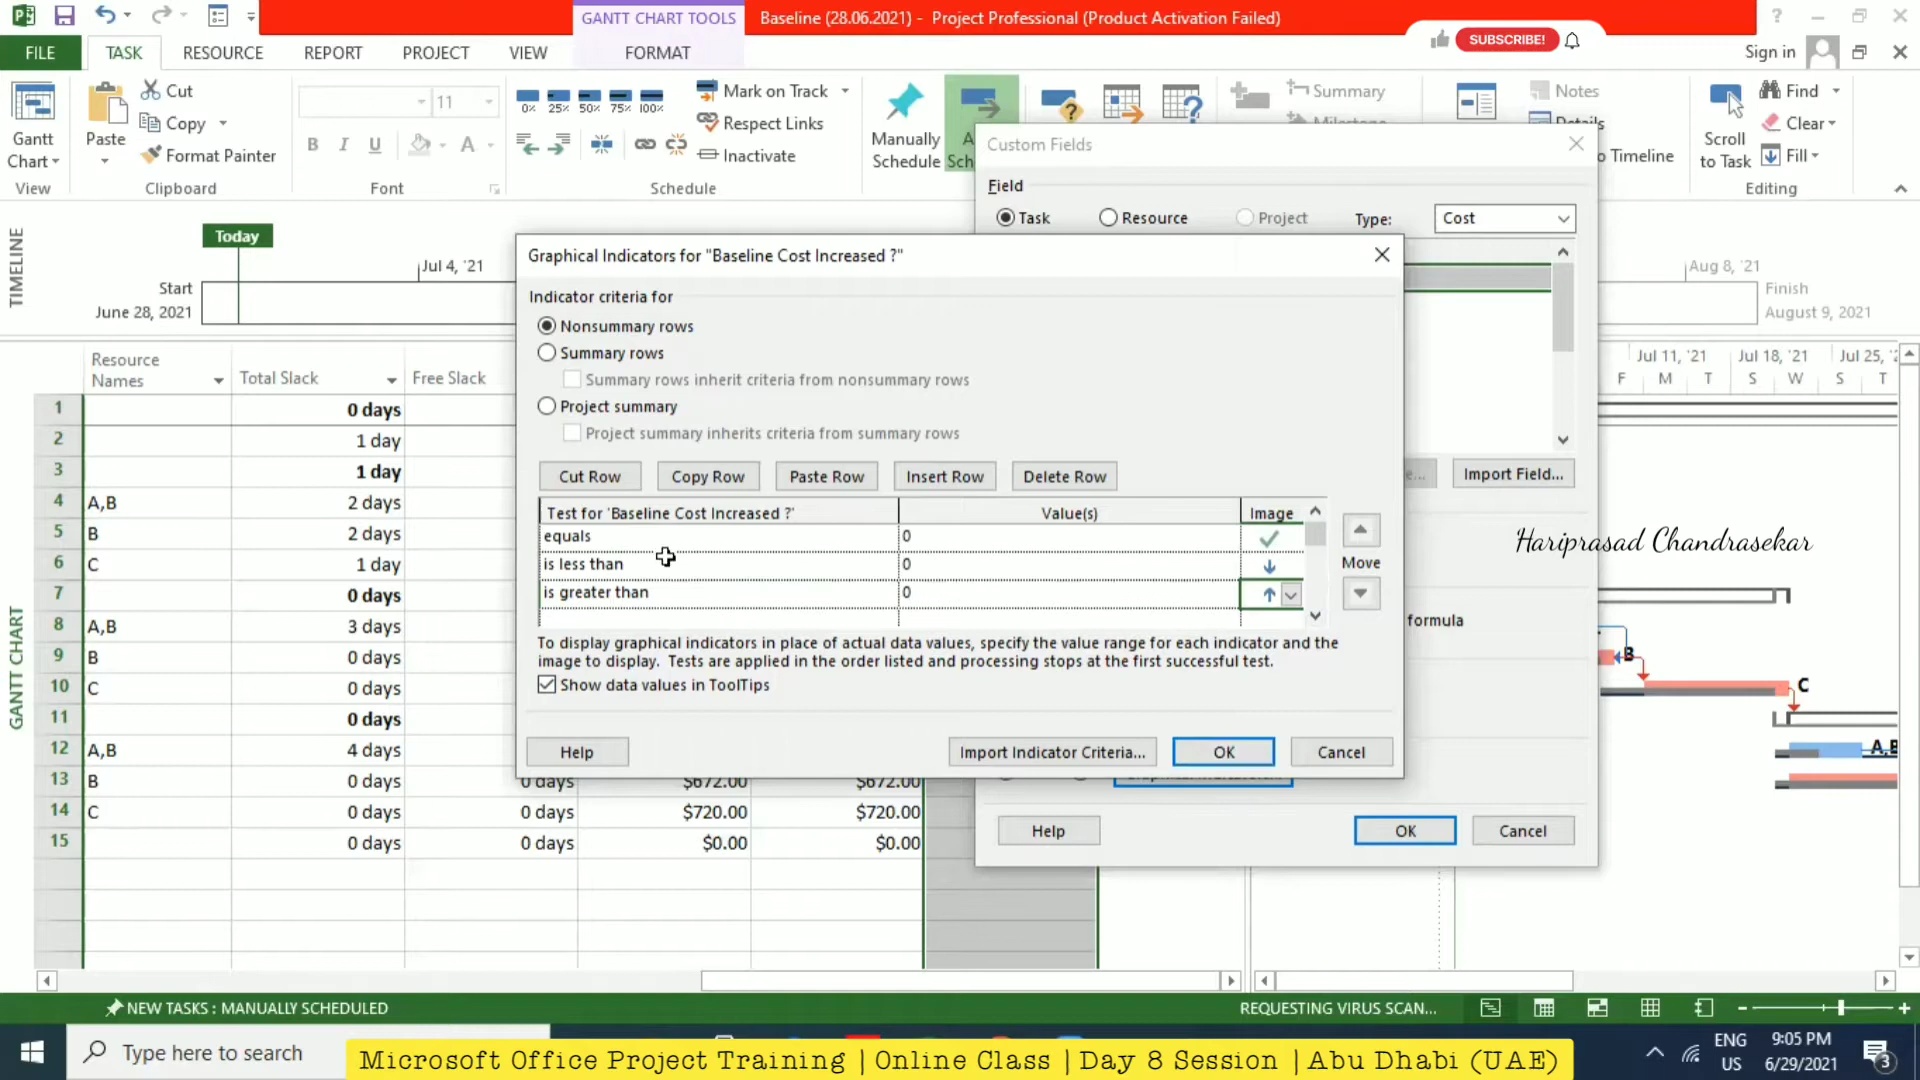 GANTT CHART TOOLS
Baseline (28.06.2021) - Project Professional (Product Activation Failed)
SUBSCRIBE!
FILE TASK RESOURCE REPORT PROJECT VIEW FORMAT
Sign in
Cut
Copy
Format Painter
Paste
Gantt
Chart
View
Clipboard
11
B I U A
Font
0% 25% 50% 75% 100%
Mark on Track
Respect Links
Inactivate
Schedule
Manually
Schedule
Summary
Notes
Details
o Timeline
Scroll
to Task
Find
Clear
Fill
Editing
Custom Fields
Field
Task Resource Project Type: Cost
TIMELINE
Today
Jul 4, '21
Aug 8, '21
Start
June 28, 2021
Finish
August 9, 2021
Graphical Indicators for "Baseline Cost Increased ?"
Indicator criteria for
Nonsummary rows
Summary rows
Summary rows inherit criteria from nonsummary rows
Project summary
Project summary inherits criteria from summary rows
Cut Row Copy Row Paste Row Insert Row Delete Row
Test for 'Baseline Cost Increased ?' Value(s) Image
equals 0
is less than 0
is greater than 0
Move
To display graphical indicators in place of actual data values, specify the value range for each indicator and the
image to display. Tests are applied in the order listed and processing stops at the first successful test.
Show data values in ToolTips
Help Import Indicator Criteria... OK Cancel
Import Field...
Hariprasad Chandrasekar
formula
Help OK Cancel
GANTT CHART
Resource
Names Total Slack Free Slack
Jul 11, '21 Jul 18, '21 Jul 25, '2
F M T S W S T
1 0 days
2 1 day
3 1 day
4 A,B 2 days
5 B 2 days
6 C 1 day
7 0 days
8 A,B 3 days
9 B 0 days
10 C 0 days
11 0 days
12 A,B 4 days
13 B 0 days 0 days $672.00 $672.00
14 C 0 days 0 days $720.00 $720.00
15 0 days 0 days $0.00 $0.00
B
C
A,B
NEW TASKS : MANUALLY SCHEDULED
REQUESTING VIRUS SCAN...
Type here to search
Microsoft Office Project Training | Online Class | Day 8 Session | Abu Dhabi (UAE)
ENG
US
9:05 PM
6/29/2021
3